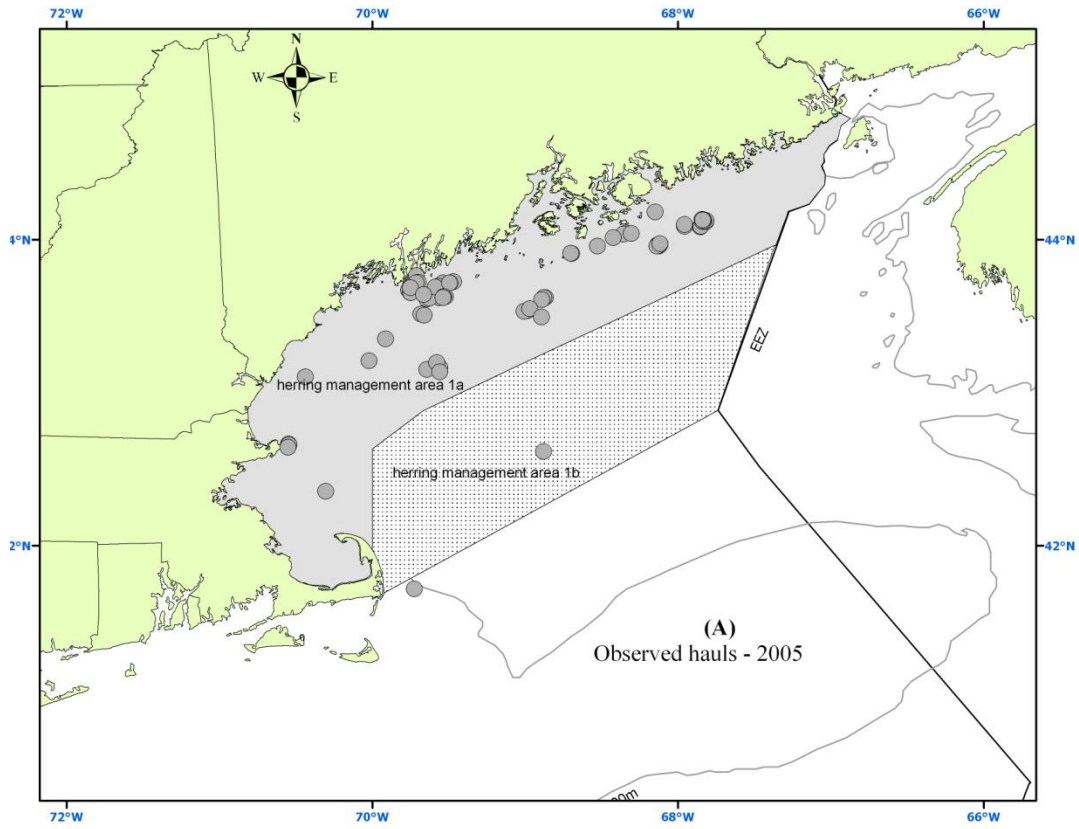 72°W 70°W 68°W 66°W
N
W E
S
4°N 44°N
EEZ
herring management area 1a
herring management area 1b
2°N 42°N
(A)
Observed hauls - 2005
00m
72°W 70°W 68°W 66°W